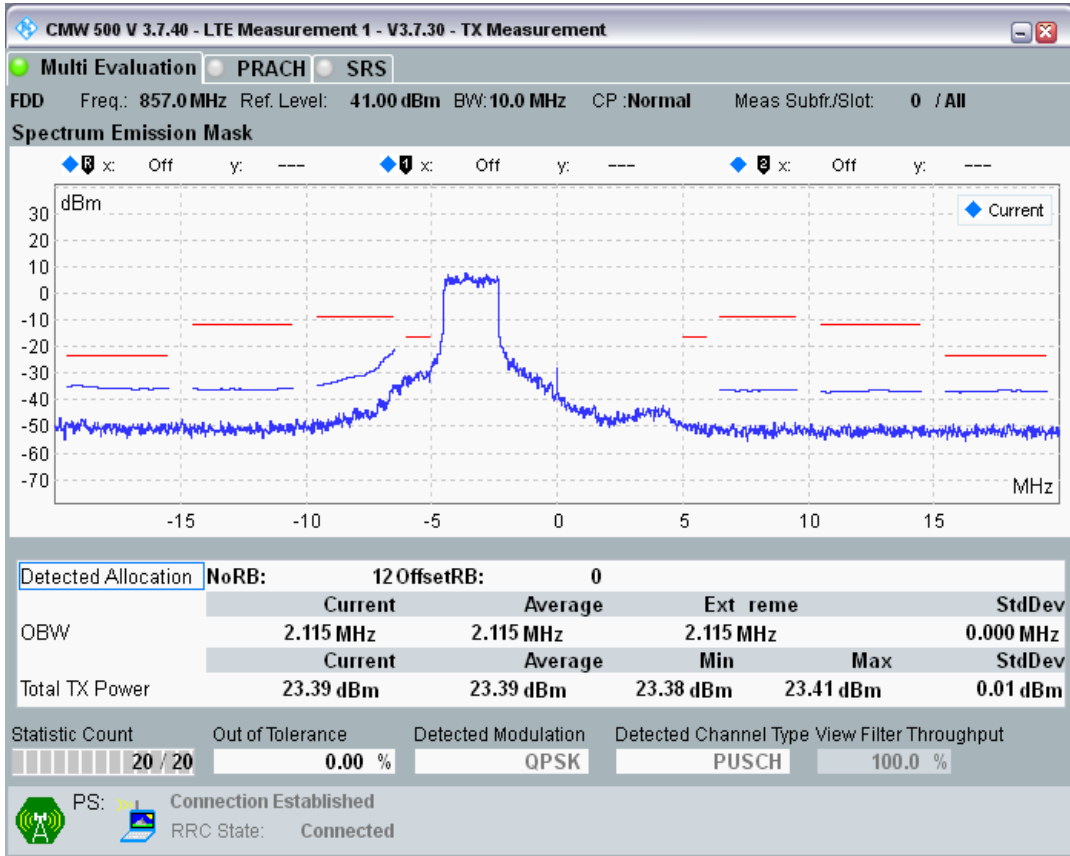 CMW 500 V 3.7.40 - LTE Measurement 1 - V3.7.30 - TX Measurement
Multi Evaluation PRACH SRS
FDD Freq.: 857.0 MHz Ref. Level: 41.00 dBm BW: 10.0 MHz CP :Normal Meas Subfr./Slot: 0 / All
Spectrum Emission Mask
R x: Off y: --- 1 x: Off y: --- 2 x: Off y: ---
dBm
Current
30
20
10
0
-10
-20
-30
-40
-50
-60
-70
MHz
-15 -10 -5 0 5 10 15
Detected Allocation NoRB: 12 OffsetRB: 0
Current Average Ext reme StdDev
OBW 2.115 MHz 2.115 MHz 2.115 MHz 0.000 MHz
Current Average Min Max StdDev
Total TX Power 23.39 dBm 23.39 dBm 23.38 dBm 23.41 dBm 0.01 dBm
Statistic Count Out of Tolerance Detected Modulation Detected Channel Type View Filter Throughput
20 / 20 0.00 % QPSK PUSCH 100.0 %
PS: Connection Established
RRC State: Connected